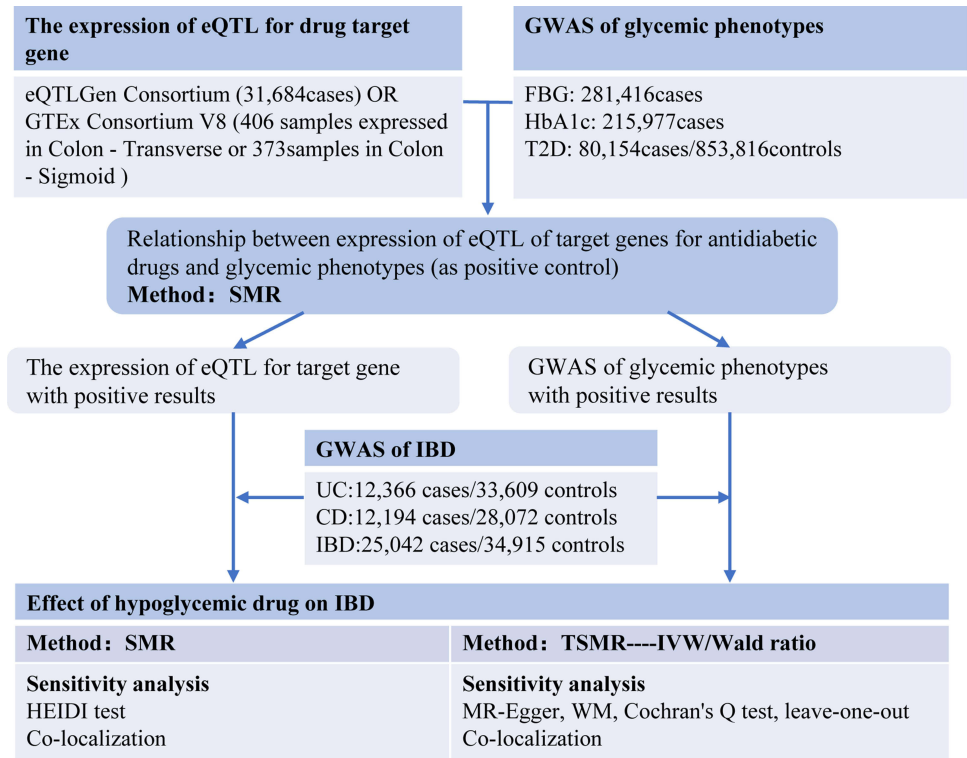 The expression of eQTL for drug target
gene
eQTLGen Consortium (31,684cases) OR
GTEx Consortium V8 (406 samples expressed
in Colon - Transverse or 373samples in Colon
- Sigmoid )
GWAS of glycemic phenotypes
FBG: 281,416cases
HbA1c: 215,977cases
T2D: 80,154cases/853,816controls
Relationship between expression of eQTL of target genes for antidiabetic
drugs and glycemic phenotypes (as positive control)
Method：SMR
The expression of eQTL for target gene
with positive results
GWAS of glycemic phenotypes
with positive results
GWAS of IBD
UC:12,366 cases/33,609 controls
CD:12,194 cases/28,072 controls
IBD:25,042 cases/34,915 controls
Effect of hypoglycemic drug on IBD
Method：SMR
Sensitivity analysis
HEIDI test
Co-localization
Method：TSMR----IVW/Wald ratio
Sensitivity analysis
MR-Egger, WM, Cochran's Q test, leave-one-out
Co-localization